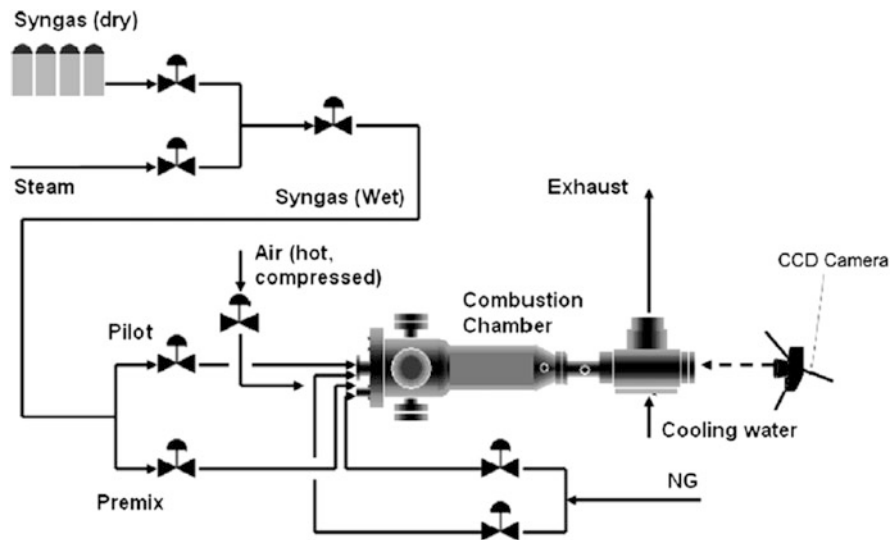 Syngas (dry)
Steam
Syngas (Wet)
Exhaust
Air (hot,
compressed)
CCD Camera
Combustion
Chamber
Pilot
Cooling water
NG
Premix